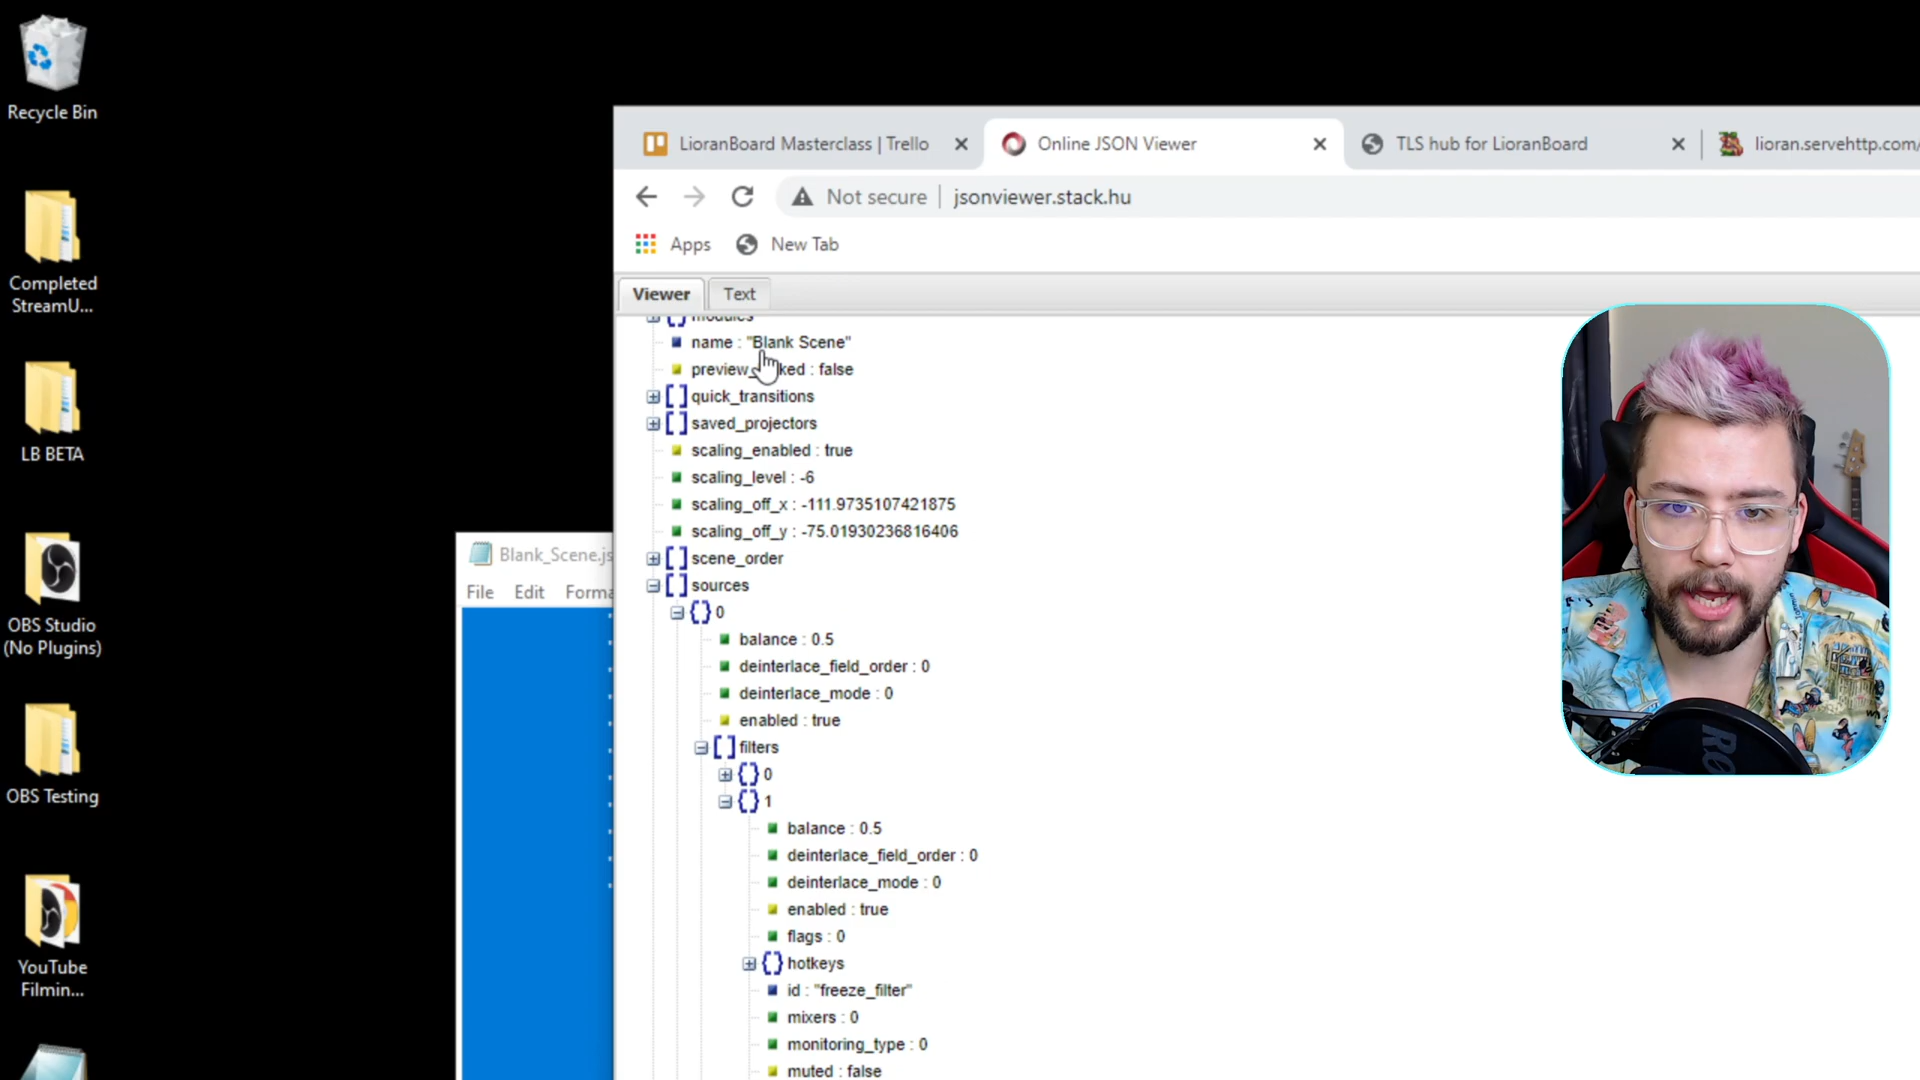 Recycle Bin
Completed
StreamU...
LB BETA
OBS Studio
(No Plugins)
OBS Testing
YouTube
Filmin...
Blank_Scene.js
File Edit Forma
LioranBoard Masterclass | Trello
Online JSON Viewer
TLS hub for LioranBoard
lioran.servehttp.com/
Not secure
jsonviewer.stack.hu
Apps
New Tab
Viewer
Text
modules
name : "Blank Scene"
preview_ ked : false
quick_transitions
saved_projectors
scaling_enabled : true
scaling_level : -6
scaling_off_x : -111.9735107421875
scaling_off_y : -75.01930236816406
scene_order
[ ] sources
{ } 0
balance : 0.5
deinterlace_field_order : 0
deinterlace_mode : 0
enabled : true
[ ] filters
{ } 0
{ } 1
balance : 0.5
deinterlace_field_order : 0
deinterlace_mode : 0
enabled : true
flags : 0
{ } hotkeys
id : "freeze_filter"
mixers : 0
monitoring_type : 0
muted : false